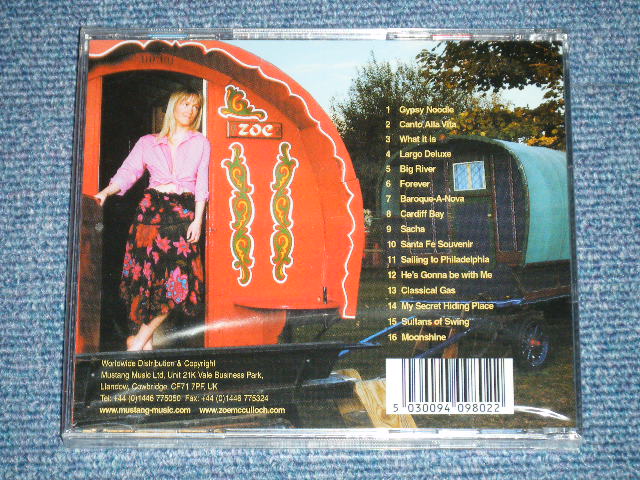 zoe
1 Gypsy Noodle
2 Canto Alla Vita
3 What it is
4 Largo Deluxe
5 Big River
6 Forever
7 Baroque-A-Nova
8 Cardiff Bay
9 Sacha
10 Santa Fe Souvenir
11 Sailing to Philadelphia
12 He's Gonna be with Me
13 Classical Gas
14 My Secret Hiding Place
15 Sultans of Swing
16 Moonshine
Worldwide Distribution & Copyright
Mustang Music Ltd, Unit 21K Vale Business Park,
Llandow, Cowbridge, CF71 7PF, UK
Tel: +44 (0)1446 775050 Fax: +44 (0)1446 775324
www.mustang-music.com www.zoemcculloch.com
5 030094 098022